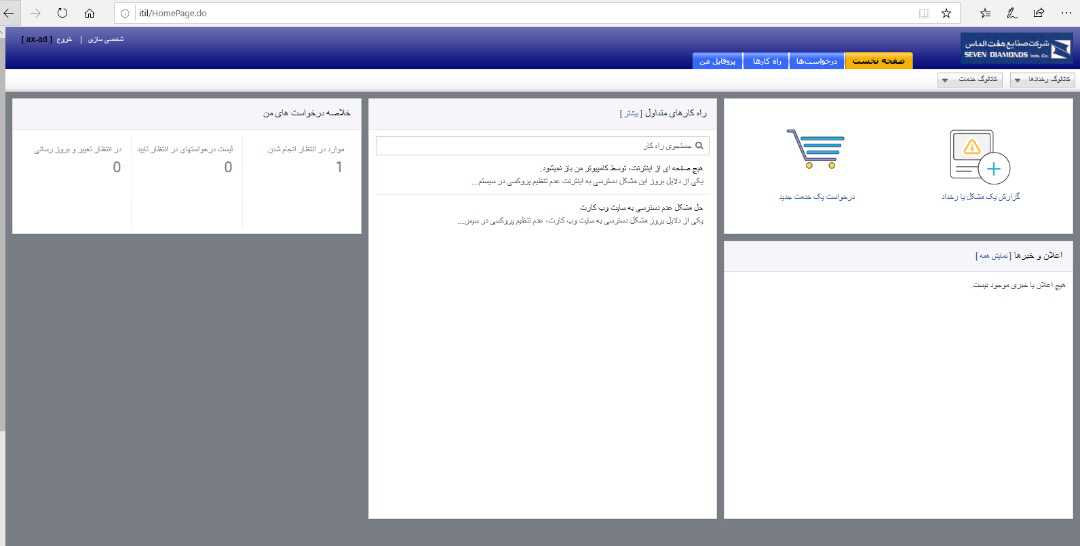 itil/HomePage.do
شرکت صنایع هفت الماس
SEVEN DIAMONDS Inds. Co.
شخصی سازی | خروج [ ax-ad ]
صفحه نخست
درخواست‌ها
راه کارها
پروفایل من
کاتالوگ رخدادها
کاتالوگ خدمات
گزارش یک مشکل یا رخداد
درخواست یک خدمت جدید
اعلان و خبرها [ نمایش همه ]
هیچ اعلان یا خبری موجود نیست.
راه کارهای متداول [ بیشتر ]
جستجوی راه کار
هیچ صفحه ای از اینترنت، توسط کامپیوتر من باز نمیشود.
یکی از دلایل بروز این مشکل دسترسی به اینترنت عدم تنظیم پروکسی در سیستم...
حل مشکل عدم دسترسی به سایت وب کارت
یکی از دلایل بروز مشکل دسترسی به سایت وب کارت، عدم تنظیم پروکسی در سیس...
خلاصه درخواست های من
موارد در انتظار انجام شدن
1
لیست درخواستهای در انتظار تایید
0
در انتظار تغییر و بروز رسانی
0